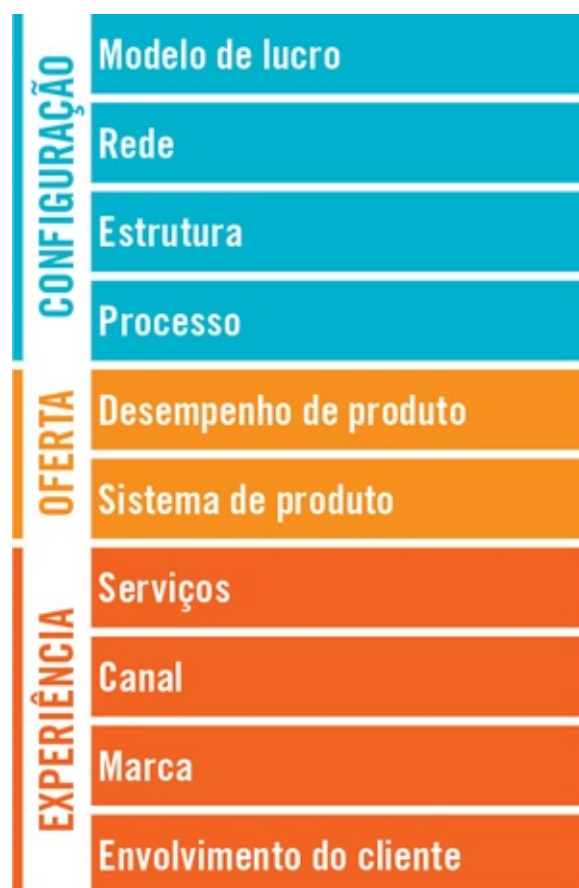 CONFIGURAÇÃO
Modelo de lucro
Rede
Estrutura
Processo
OFERTA
Desempenho de produto
Sistema de produto
EXPERIÊNCIA
Serviços
Canal
Marca
Envolvimento do cliente